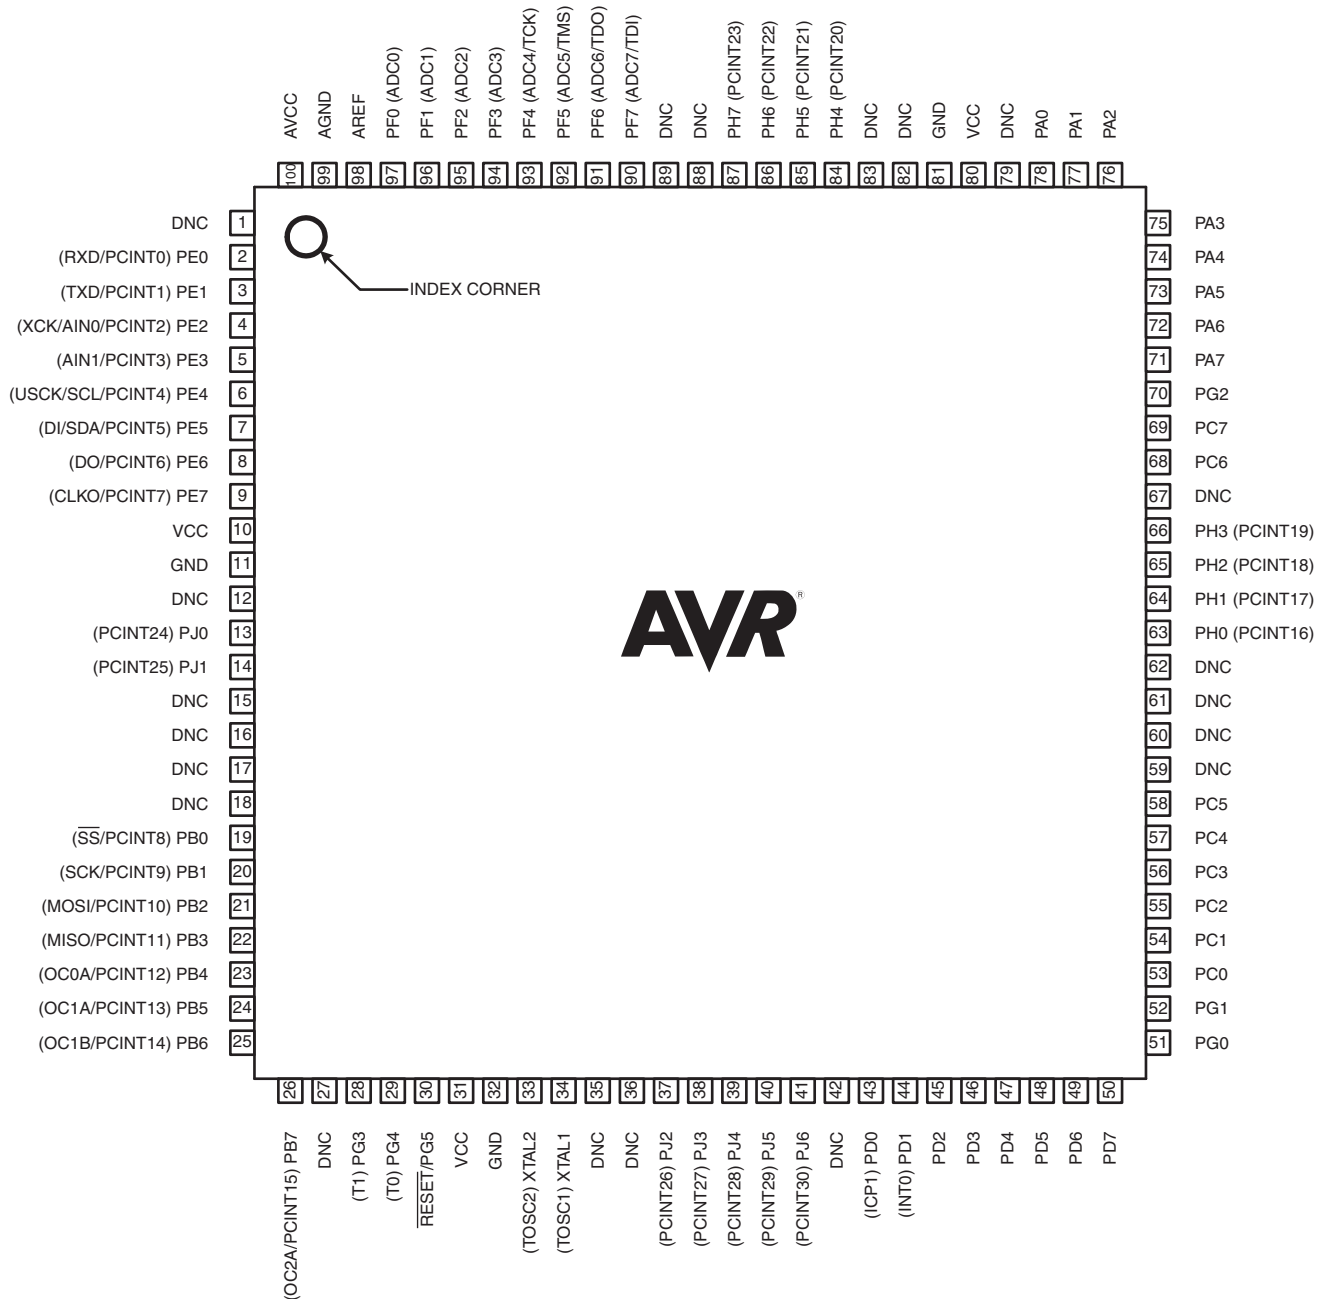 AVCC
AGND
AREF
PF0 (ADC0)
PF1 (ADC1)
PF2 (ADC2)
PF3 (ADC3)
PF4 (ADC4/TCK)
PF5 (ADC5/TMS)
PF6 (ADC6/TDO)
PF7 (ADC7/TDI)
DNC
DNC
PH7 (PCINT23)
PH6 (PCINT22)
PH5 (PCINT21)
PH4 (PCINT20)
DNC
DNC
GND
VCC
DNC
PA0
PA1
PA2
100 99 98 97 96 95 94 93 92 91 90 89 88 87 86 85 84 83 82 81 80 79 78 77 76
DNC 1
(RXD/PCINT0) PE0 2
(TXD/PCINT1) PE1 3
(XCK/AIN0/PCINT2) PE2 4
(AIN1/PCINT3) PE3 5
(USCK/SCL/PCINT4) PE4 6
(DI/SDA/PCINT5) PE5 7
(DO/PCINT6) PE6 8
(CLKO/PCINT7) PE7 9
VCC 10
GND 11
DNC 12
(PCINT24) PJ0 13
(PCINT25) PJ1 14
DNC 15
DNC 16
DNC 17
DNC 18
(S̅S̅/PCINT8) PB0 19
(SCK/PCINT9) PB1 20
(MOSI/PCINT10) PB2 21
(MISO/PCINT11) PB3 22
(OC0A/PCINT12) PB4 23
(OC1A/PCINT13) PB5 24
(OC1B/PCINT14) PB6 25
INDEX CORNER
AVR®
75 PA3
74 PA4
73 PA5
72 PA6
71 PA7
70 PG2
69 PC7
68 PC6
67 DNC
66 PH3 (PCINT19)
65 PH2 (PCINT18)
64 PH1 (PCINT17)
63 PH0 (PCINT16)
62 DNC
61 DNC
60 DNC
59 DNC
58 PC5
57 PC4
56 PC3
55 PC2
54 PC1
53 PC0
52 PG1
51 PG0
26 27 28 29 30 31 32 33 34 35 36 37 38 39 40 41 42 43 44 45 46 47 48 49 50
(OC2A/PCINT15) PB7
DNC
(T1) PG3
(T0) PG4
R̅E̅S̅E̅T̅/PG5
VCC
GND
(TOSC2) XTAL2
(TOSC1) XTAL1
DNC
DNC
(PCINT26) PJ2
(PCINT27) PJ3
(PCINT28) PJ4
(PCINT29) PJ5
(PCINT30) PJ6
DNC
(ICP1) PD0
(INT0) PD1
PD2
PD3
PD4
PD5
PD6
PD7